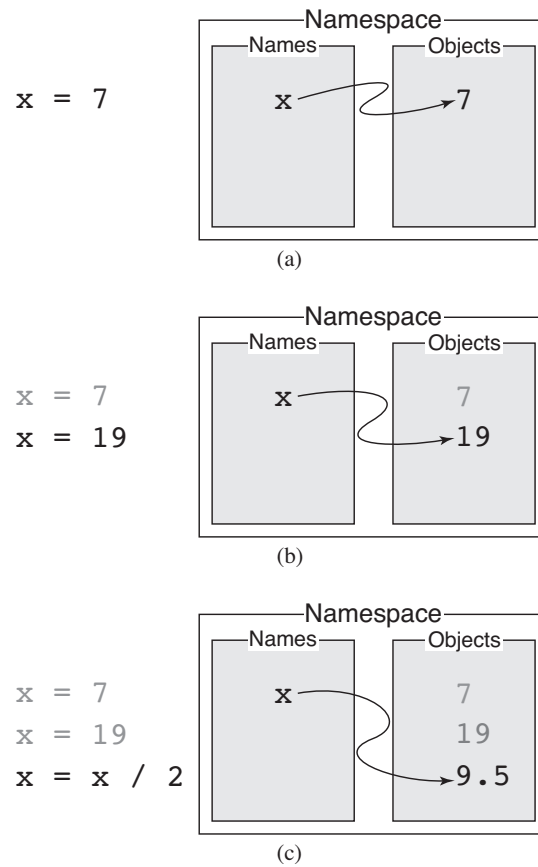 Namespace
Names Objects
x = 7 x 7
(a)
Namespace
Names Objects
x = 7 x 7
x = 19 19
(b)
Namespace
Names Objects
x = 7 x 7
x = 19 19
x = x / 2 9.5
(c)